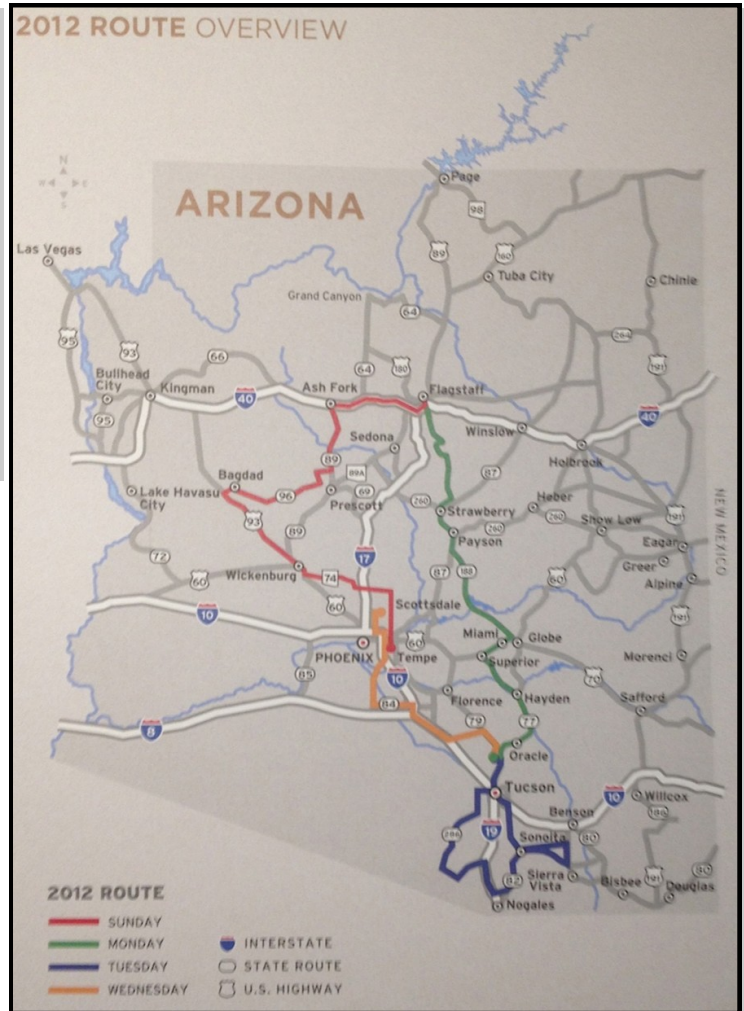 2012 ROUTE OVERVIEW
N
W
E
S
ARIZONA
Page
98
Las Vegas
89
160
Tuba City
Chinle
Grand Canyon
64
95
93
66
264
191
64
180
Bullhead
City
Kingman
40
Ash Fork
Flagstaff
40
95
Sedona
Winslow
Holbrook
89
89A
87
Bagdad
Lake Havasu
City
96
69
Prescott
260
Strawberry
Heber
260
Show Low
191
93
89
260
Payson
Eagar
17
Greer
72
60
Wickenburg
74
87
188
60
Alpine
10
60
Scottsdale
191
PHOENIX
60
Miami
Globe
Tempe
Superior
Morenci
85
10
70
Florence
Hayden
Safford
84
79
77
8
Oracle
Tucson
10
Willcox
Benson
186
286
19
Sonoita
80
82
Sierra
Vista
Bisbee
191
80
Douglas
Nogales
NEW MEXICO
2012 ROUTE
SUNDAY
MONDAY
INTERSTATE
TUESDAY
STATE ROUTE
WEDNESDAY
U.S. HIGHWAY